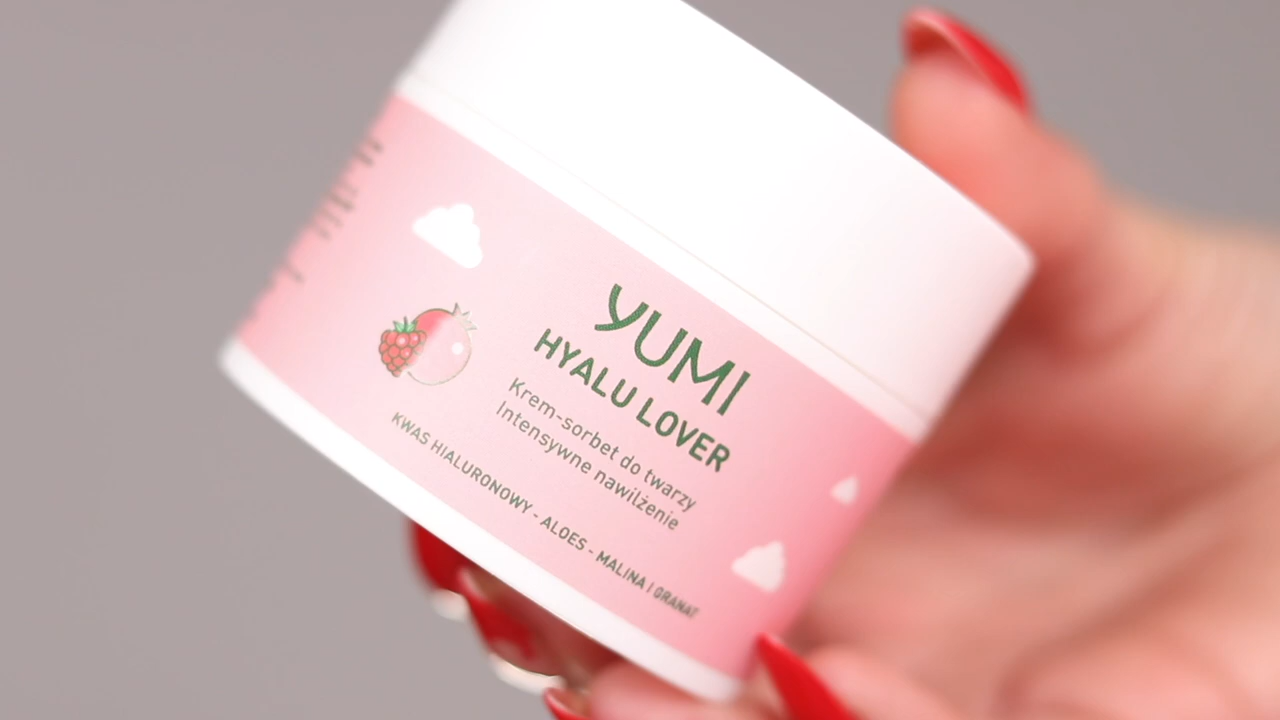 YUMI
HYALU LOVER
Krem-sorbet do twarzy
Intensywne nawilżenie
KWAS HIALURONOWY - ALOES - MALINA I GRANAT